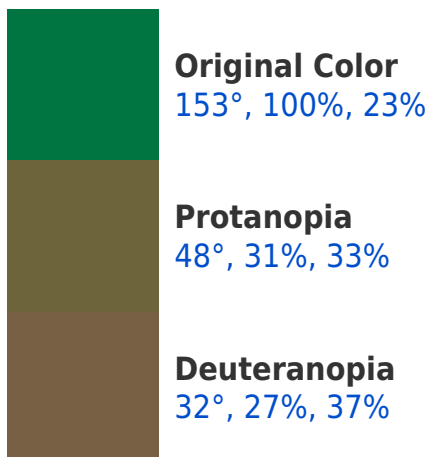 Original Color
153°, 100%, 23%
Protanopia
48°, 31%, 33%
Deuteranopia
32°, 27%, 37%